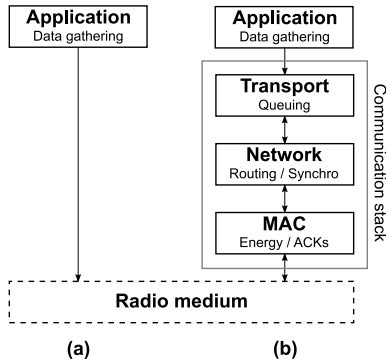 Application
Data gathering
Application
Data gathering
Transport
Queuing
Network
Routing / Synchro
MAC
Energy / ACKs
Communication stack
Radio medium
(a)
(b)